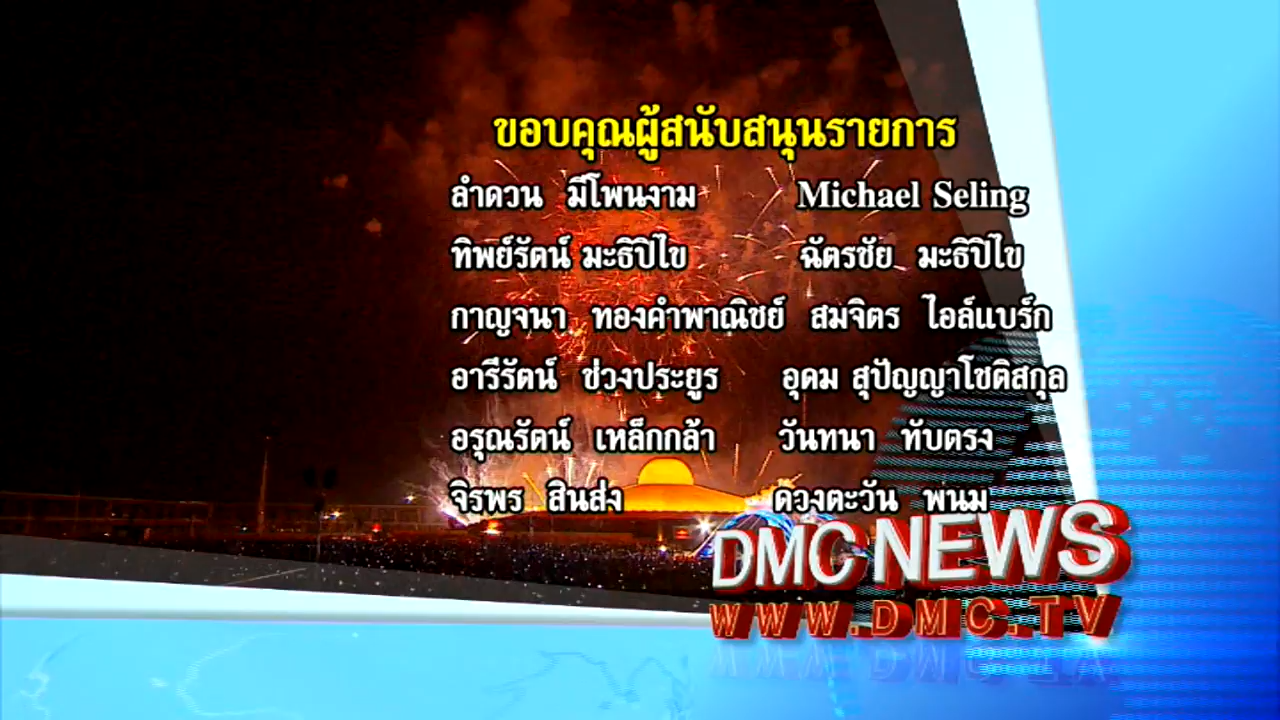 ขอบคุณผู้สนับสนุนรายการ
ลำดวน มีโพนงาม Michael Seling
ทิพย์รัตน์ มะธิปิไข ฉัตรชัย มะธิปิไข
กาญจนา ทองคำพาณิชย์ สมจิตร ไอล์แบร์ก
อารีรัตน์ ช่วงประยูร อุดม สุปัญญาโชติสกุล
อรุณรัตน์ เหล็กกล้า วันทนา ทับตรง
จิรพร สินส่ง ดวงตะวัน พนม
DMC NEWS
WWW.DMC.TV